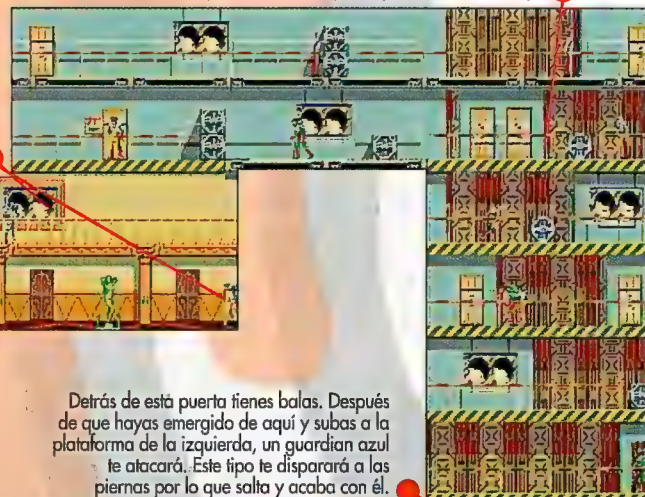 Detrás de está puerta tienes balas. Después
de que hayas emergido de aquí y subas a la
plataforma de la izquierda, un guardian azul
te atacará. Este tipo te disparará a las
piernas por lo que salta y acaba con él.